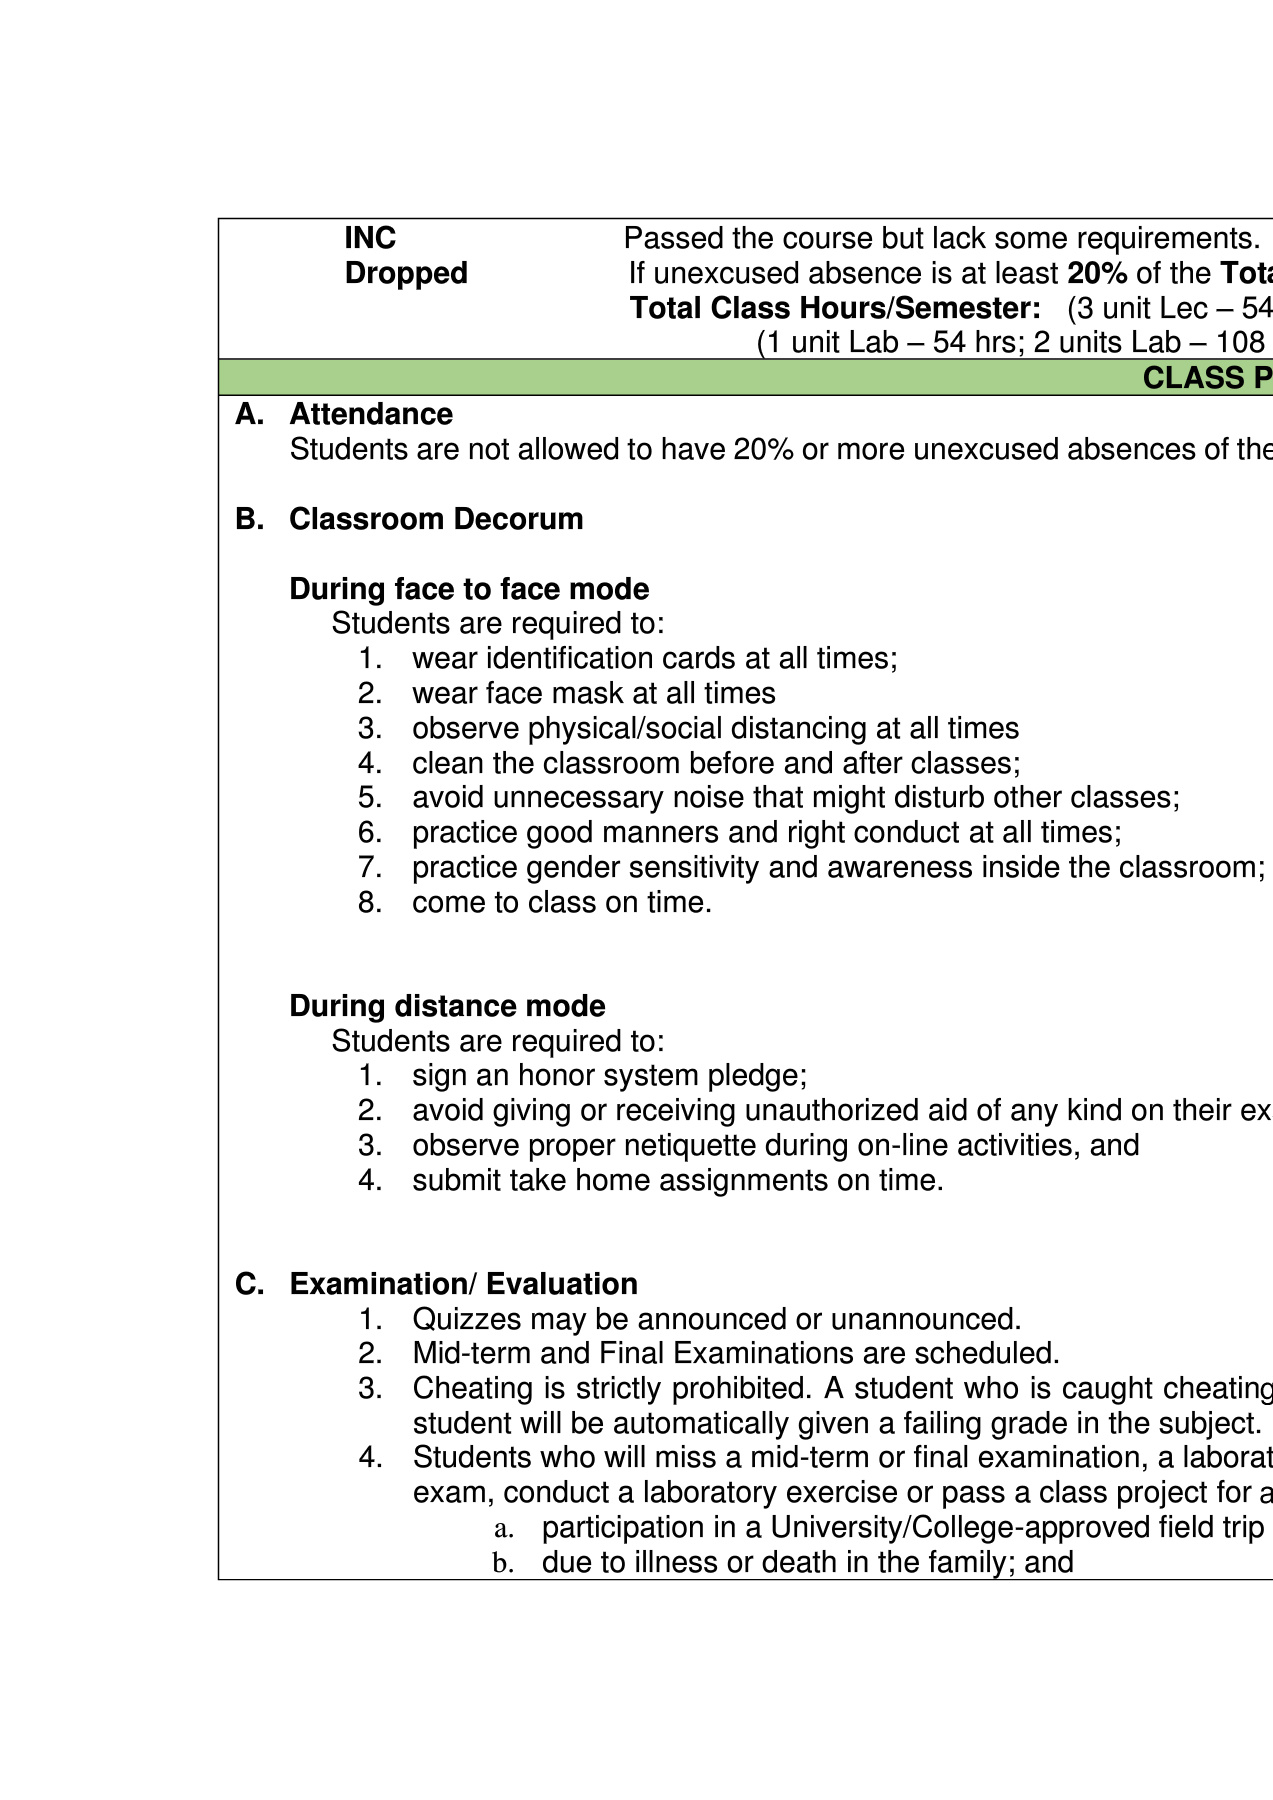 INC Passed the course but lack some requirements.
Dropped If unexcused absence is at least 20% of the
Total Class Hours/Semester: (3 unit Lec – 54
(1 unit Lab – 54 hrs; 2 units Lab – 108
CLASS
A. Attendance
Students are not allowed to have 20% or more unexcused absences of the
B. Classroom Decorum
During face to face mode
Students are required to:
1. wear identification cards at all times;
2. wear face mask at all times
3. observe physical/social distancing at all times
4. clean the classroom before and after classes;
5. avoid unnecessary noise that might disturb other classes;
6. practice good manners and right conduct at all times;
7. practice gender sensitivity and awareness inside the classroom;
8. come to class on time.
During distance mode
Students are required to:
1. sign an honor system pledge;
2. avoid giving or receiving unauthorized aid of any kind on their
3. observe proper netiquette during on-line activities, and
4. submit take home assignments on time.
C. Examination/ Evaluation
1. Quizzes may be announced or unannounced.
2. Mid-term and Final Examinations are scheduled.
3. Cheating is strictly prohibited. A student who is caught cheating
student will be automatically given a failing grade in the subject.
4. Students who will miss a mid-term or final examination, a
exam, conduct a laboratory exercise or pass a class project for
a. participation in a University/College-approved field trip
b. due to illness or death in the family; and